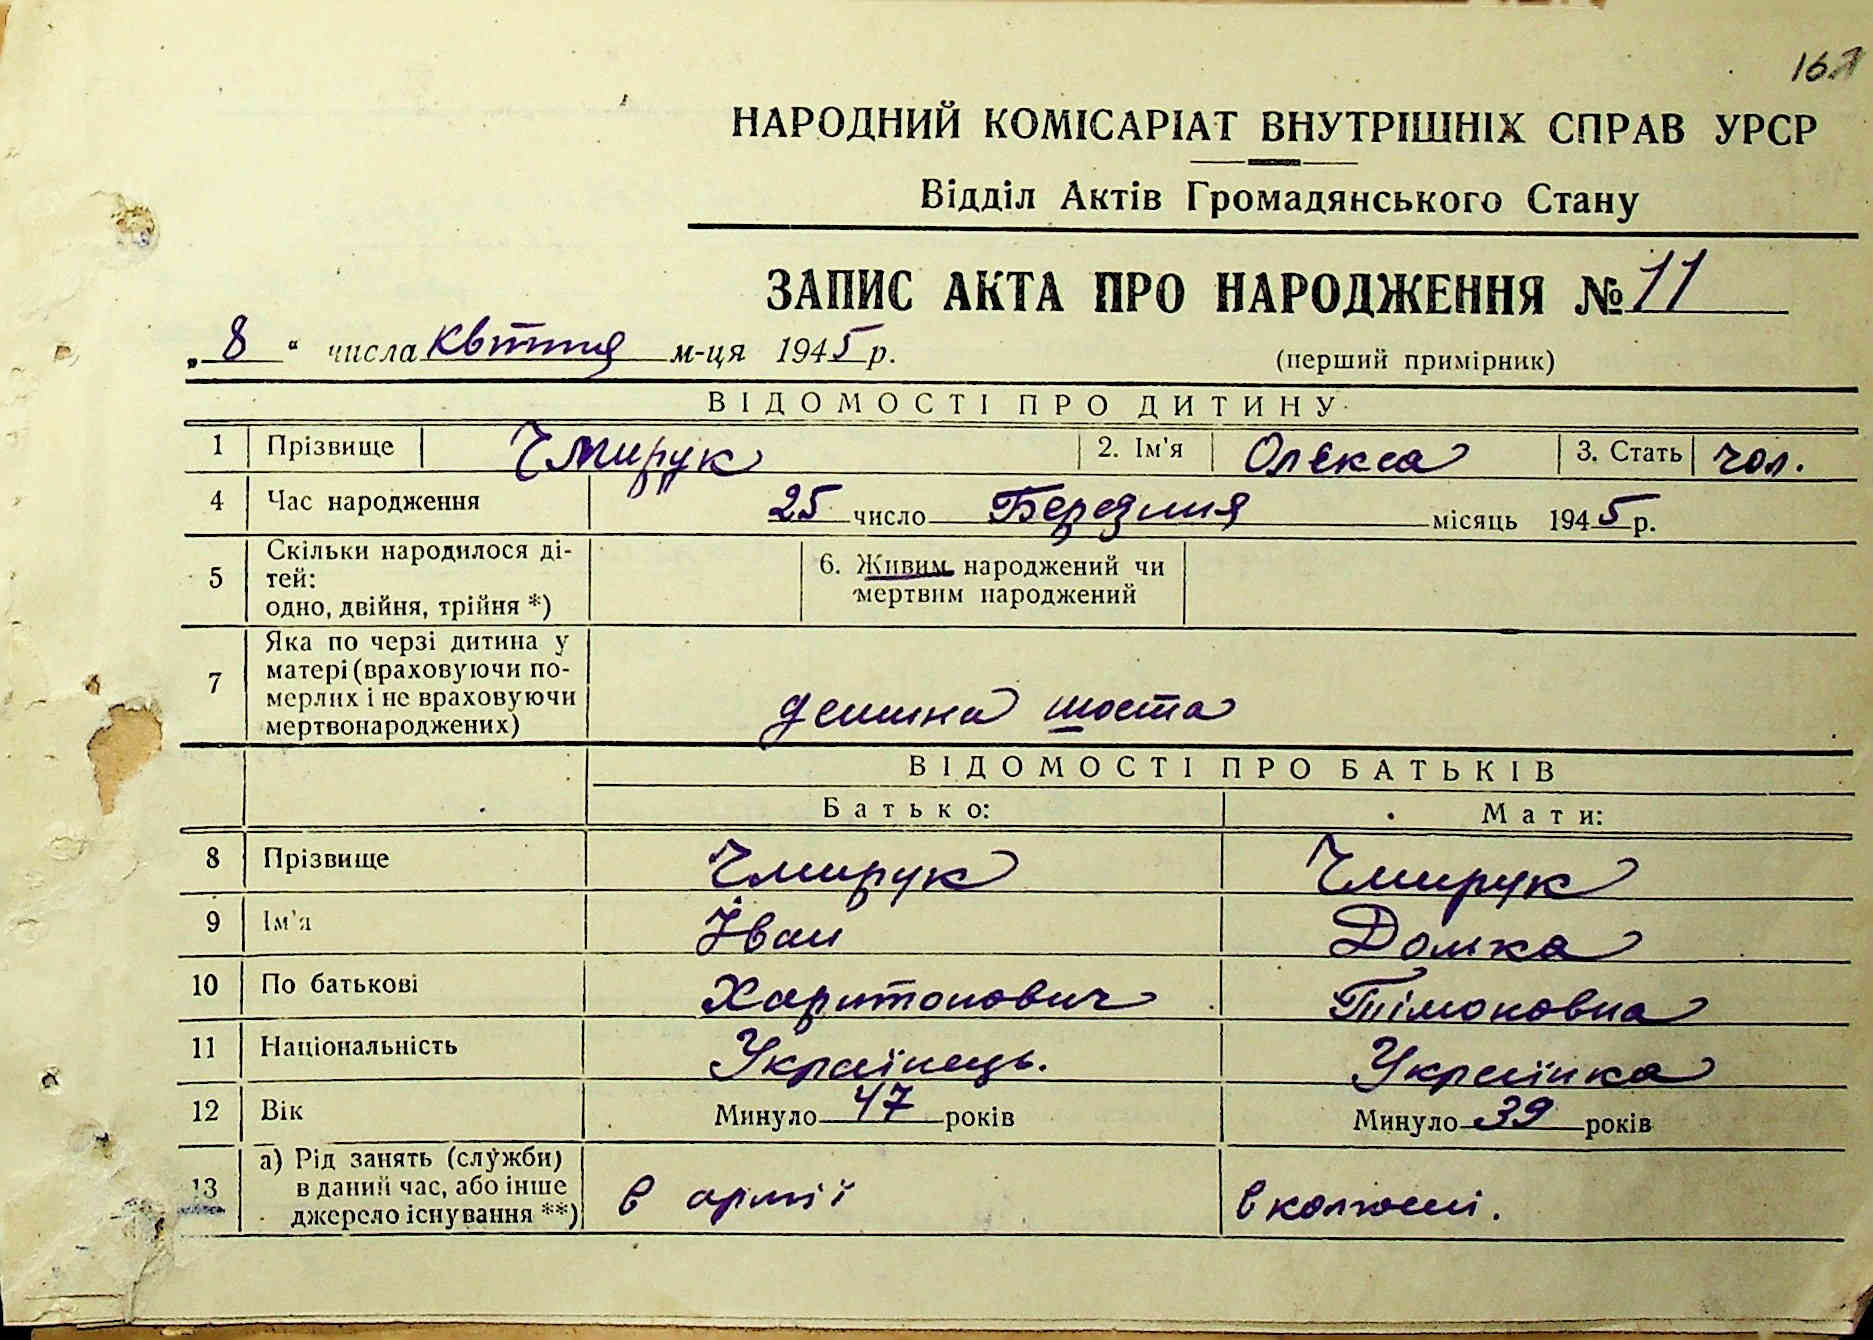 НАРОДНИЙ КОМІСАРІАТ ВНУТРІШНІХ СПРАВ УРСР
Відділ Актів Громадянського Стану
ЗАПИС АКТА ПРО НАРОДЖЕННЯ № 11
„ 8 “ числа квітня м-ця 1945 р.
(перший примірник)
ВІДОМОСТІ ПРО ДИТИНУ
1 Прізвище Чмирук 2. Ім'я Олекса 3. Стать чол.
4 Час народження 25 число Березня місяць 1945 р.
5 Скільки народилося ді-
тей:
одно, двійня, трійня *)
6. Живим народжений чи
мертвим народжений
7 Яка по черзі дитина у
матері (враховуючи по-
мерлих і не враховуючи
мертвонароджених)
дитина шоста
ВІДОМОСТІ ПРО БАТЬКІВ
Батько: Мати:
8 Прізвище Чмирук Чмирук
9 Ім'я Іван Домка
10 По батькові Харитонович Тімоховна
11 Національність Українець. Українка
12 Вік Минуло 47 років Минуло 39 років
13 а) Рід занять (служби)
в даний час, або інше
джерело існування **)
в армії в колгоспі.